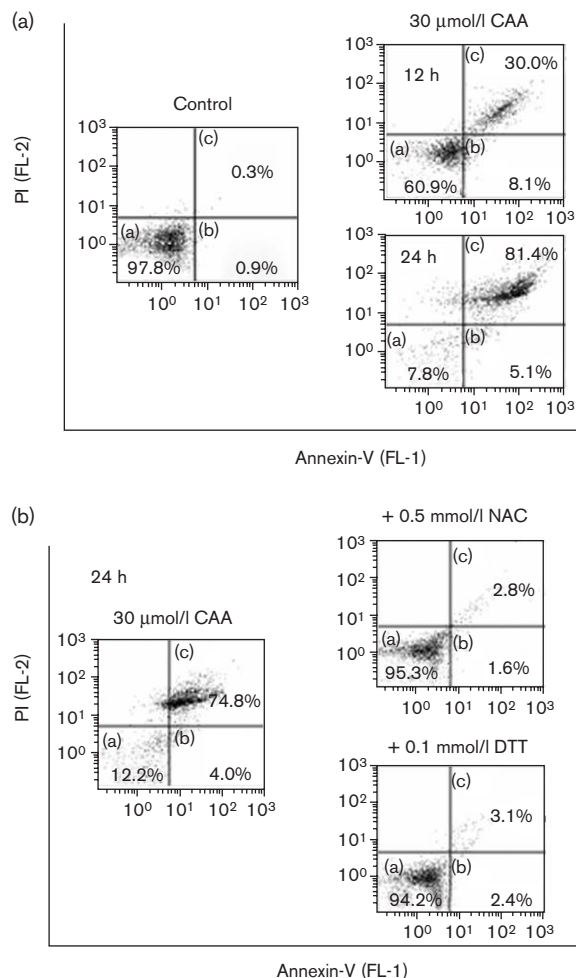 (a)
30 μmol/l CAA
Control
PI (FL-2)
10³
10²
10¹
10⁰
(c)
0.3%
(a)
(b)
97.8%
0.9%
10⁰ 10¹ 10² 10³
10³
10²
10¹
10⁰
12 h
(c)
30.0%
(a)
(b)
60.9%
8.1%
10⁰ 10¹ 10² 10³
10³
10²
10¹
10⁰
24 h
(c)
81.4%
(a)
(b)
7.8%
5.1%
10⁰ 10¹ 10² 10³
Annexin-V (FL-1)
(b)
24 h
30 μmol/l CAA
PI (FL-2)
10³
10²
10¹
10⁰
(c)
74.8%
(a)
(b)
12.2%
4.0%
10⁰ 10¹ 10² 10³
+ 0.5 mmol/l NAC
10³
10²
10¹
10⁰
(c)
2.8%
(a)
(b)
95.3%
1.6%
10⁰ 10¹ 10² 10³
+ 0.1 mmol/l DTT
10³
10²
10¹
10⁰
(c)
3.1%
(a)
(b)
94.2%
2.4%
10⁰ 10¹ 10² 10³
Annexin-V (FL-1)